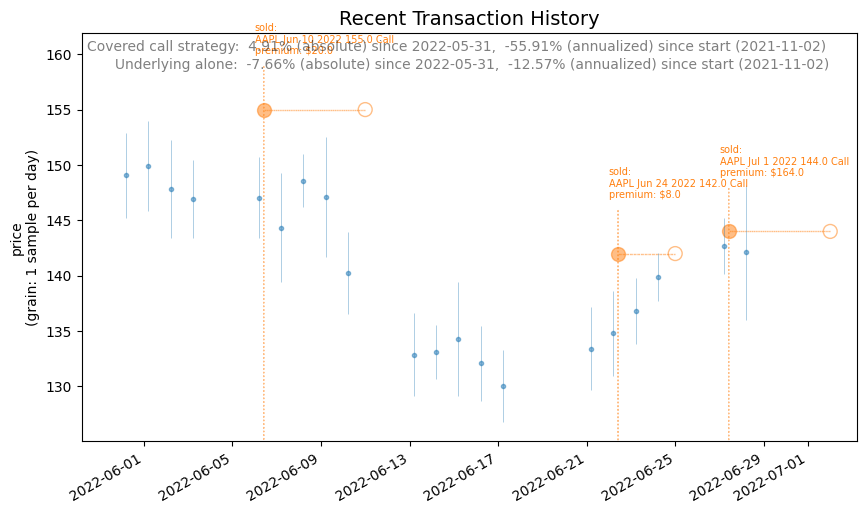 Recent Transaction History
sold:
AAPL Jun 10 2022 155.0 Call
premium: $20.0
Covered call strategy:  4.91% (absolute) since 2022-05-31,  -55.91% (annualized) since start (2021-11-02)
Underlying alone:  -7.66% (absolute) since 2022-05-31,  -12.57% (annualized) since start (2021-11-02)
sold:
AAPL Jul 1 2022 144.0 Call
premium: $164.0
sold:
AAPL Jun 24 2022 142.0 Call
premium: $8.0
price
(grain: 1 sample per day)
160
155
150
145
140
135
130
2022-06-01
2022-06-05
2022-06-09
2022-06-13
2022-06-17
2022-06-21
2022-06-25
2022-06-29
2022-07-01